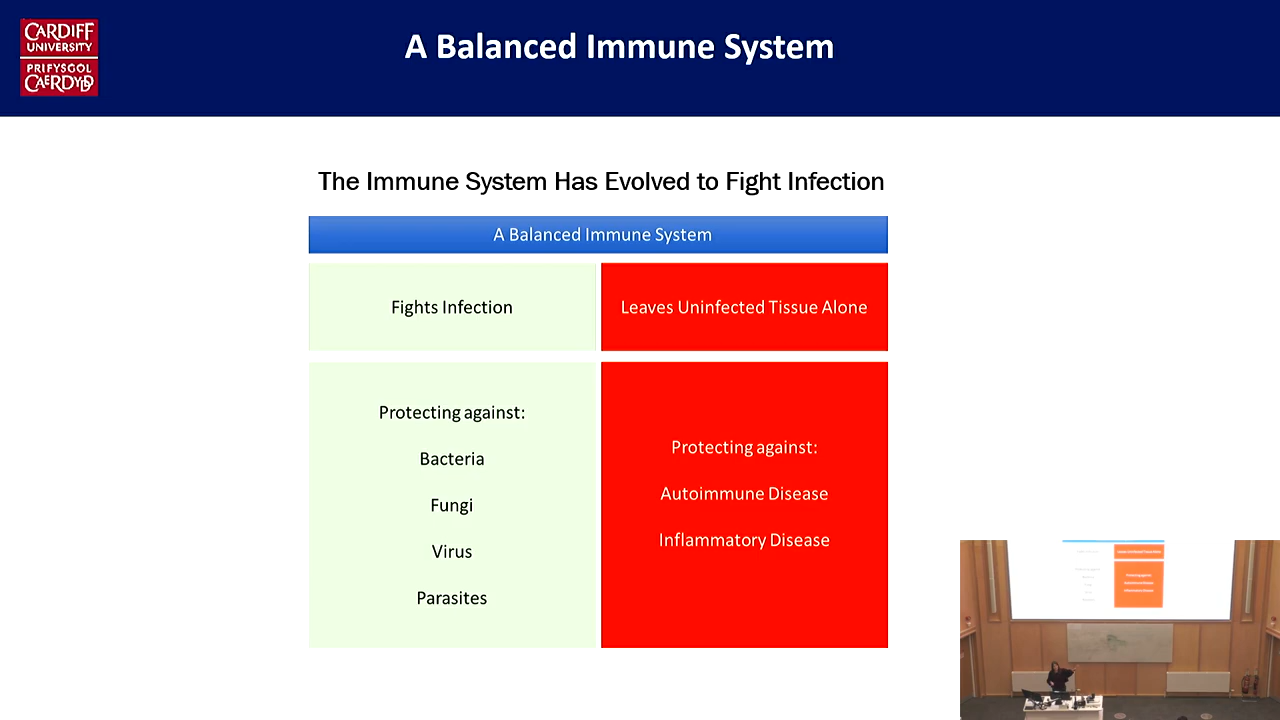 CARDIFF
UNIVERSITY
PRIFYSGOL
CAERDYDD
A Balanced Immune System
The Immune System Has Evolved to Fight Infection
A Balanced Immune System
Fights Infection
Leaves Uninfected Tissue Alone
Protecting against:
Bacteria
Fungi
Virus
Parasites
Protecting against:
Autoimmune Disease
Inflammatory Disease